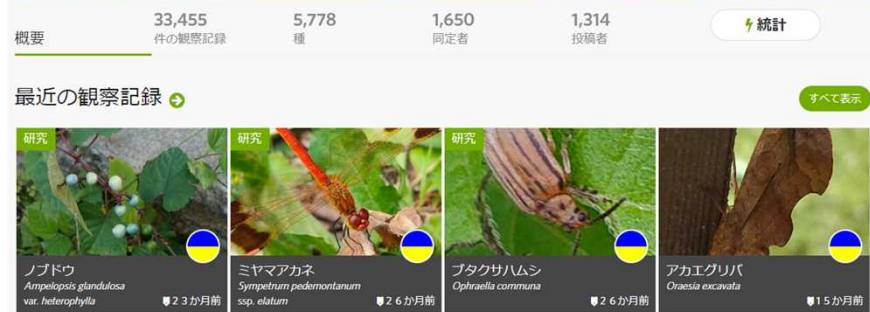 概要
33,455
件の観察記録
5,778
種
1,650
同定者
1,314
投稿者
統計
最近の観察記録
すべて表示
研究
ノブドウ
Ampelopsis glandulosa
var. heterophylla
23か月前
研究
ミヤマアカネ
Sympetrum pedemontanum
ssp. elatum
26か月前
研究
ブタクサハムシ
Ophraella communa
26か月前
アカエグリバ
Oraesia excavata
15か月前